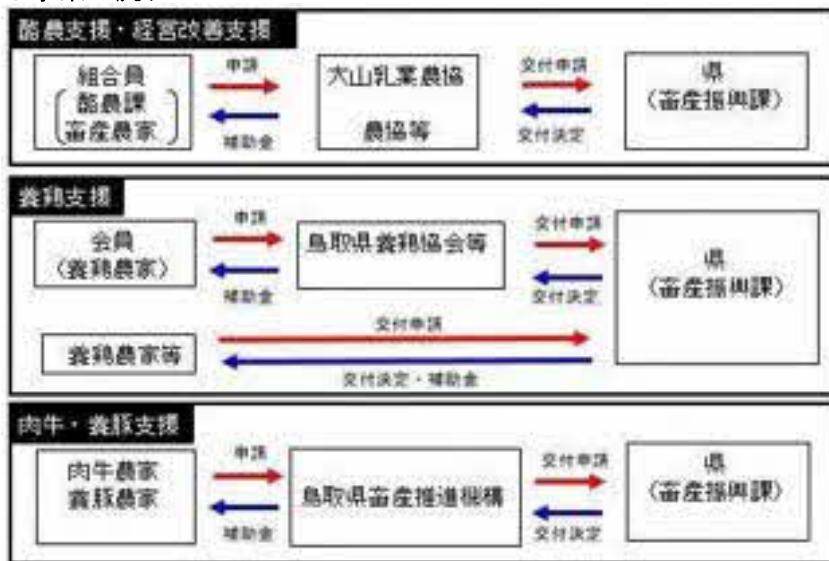 酪農支援・経営改善支援
組合員
酪農課
畜産農家
申請
補助金
大山乳業農協
農協等
交付申請
交付決定
県
(畜産振興課)
養鶏支援
会員
(養鶏農家)
申請
補助金
鳥取県養鶏協会等
交付申請
交付決定
県
(畜産振興課)
養鶏農家等
交付申請
交付決定・補助金
肉牛・養豚支援
肉牛農家
養豚農家
申請
補助金
鳥取県畜産推進機構
交付申請
交付決定
県
(畜産振興課)